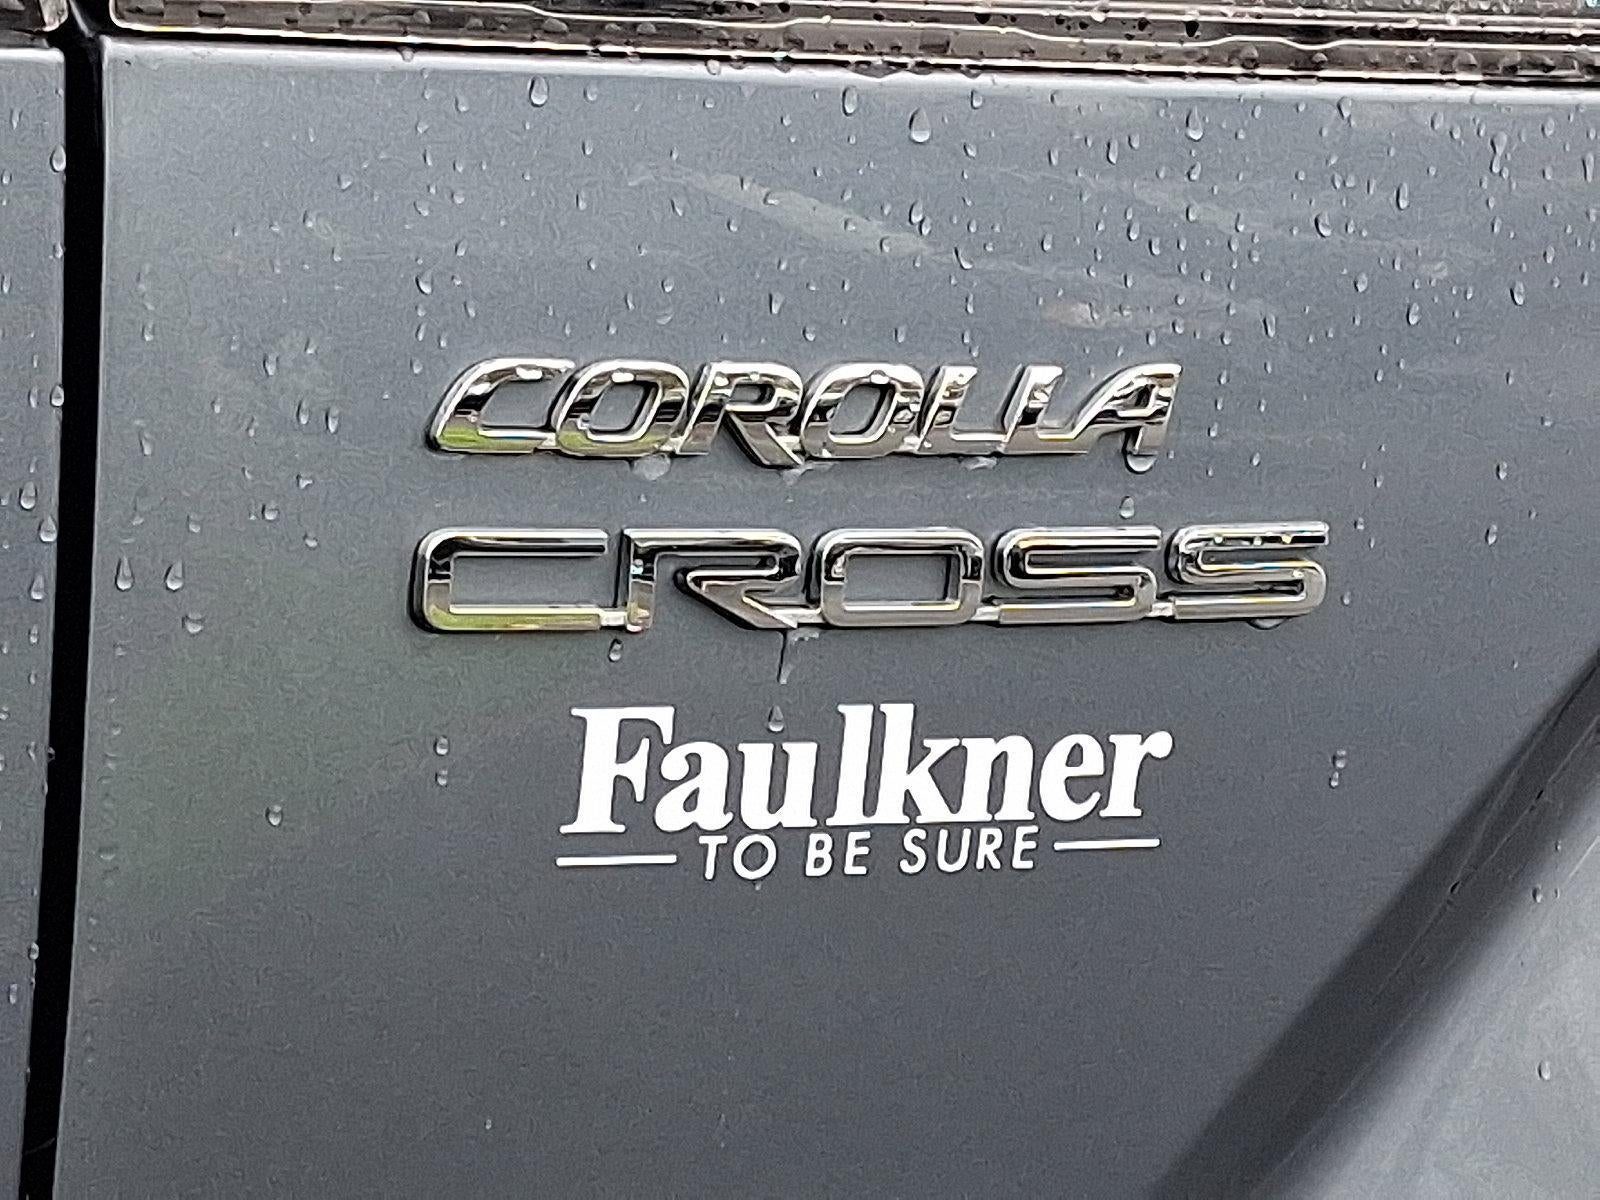 COROLLA
CROSS
Faulkner
TO BE SURE